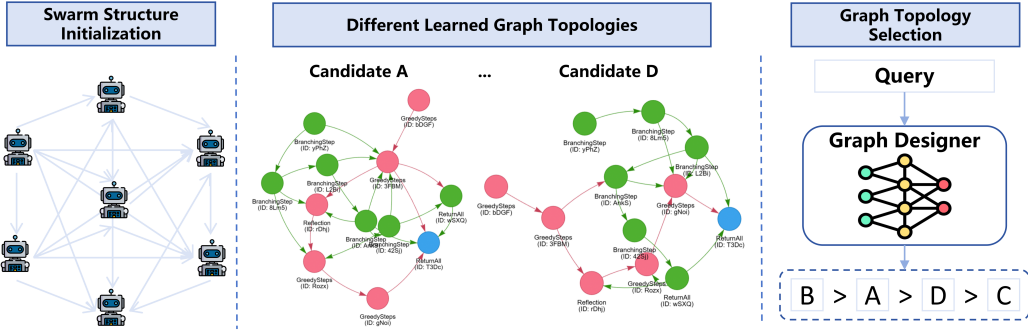 Swarm Structure
Initialization
Different Learned Graph Topologies
Candidate A
...
Candidate D
GreedySteps
(ID: bDGF)
BranchingStep
(ID: yPhZ)
GreedySteps
(ID: 3FBM)
BranchingStep
(ID: L2Bi)
BranchingStep
(ID: 8Lm5)
Reflection
(ID: rDhj)
ReturnAll
(ID: wSXQ)
BranchingStep
(ID: 42Sj)
ReturnAll
(ID: T3Dc)
GreedySteps
(ID: Rozx)
GreedySteps
(ID: gNoi)
BranchingStep
(ID: 8Lm5)
BranchingStep
(ID: yPhZ)
BranchingStep
(ID: L2Bi)
BranchingStep
(ID: AnkS)
GreedySteps
(ID: gNoi)
GreedySteps
(ID: bDGF)
GreedySteps
(ID: 3FBM)
ReturnAll
(ID: T3Dc)
BranchingStep
(ID: 42Sj)
GreedySteps
(ID: Rozx)
ReturnAll
(ID: wSXQ)
Reflection
(ID: rDhj)
Graph Topology
Selection
Query
Graph Designer
B > A > D > C